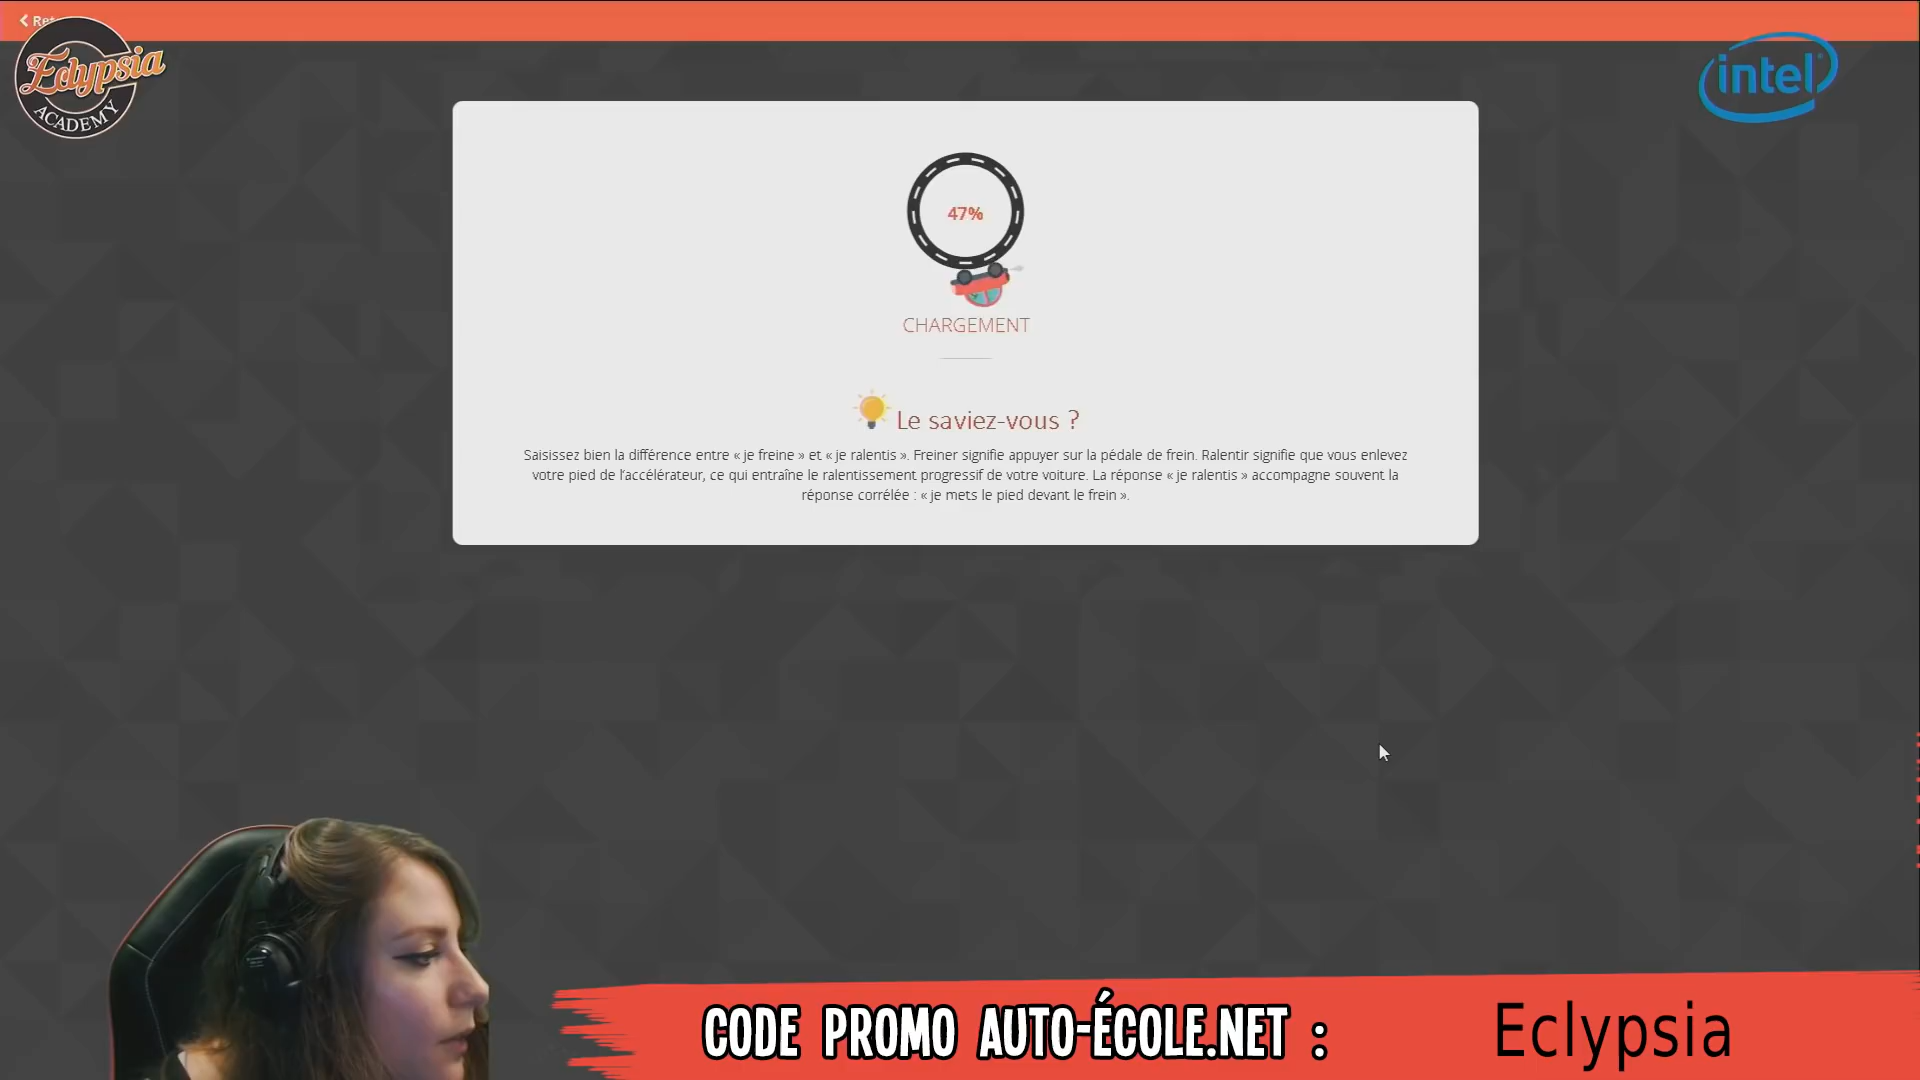 Eclypsia
ACADEMY
intel
47%
CHARGEMENT
Le saviez-vous ?
Saisissez bien la différence entre « je freine » et « je ralentis ». Freiner signifie appuyer sur la pédale de frein. Ralentir signifie que vous enlevez
votre pied de l’accélérateur, ce qui entraîne le ralentissement progressif de votre voiture. La réponse « je ralentis » accompagne souvent la
réponse corrélée : « je mets le pied devant le frein ».
CODE PROMO AUTO-ÉCOLE.NET :
Eclypsia